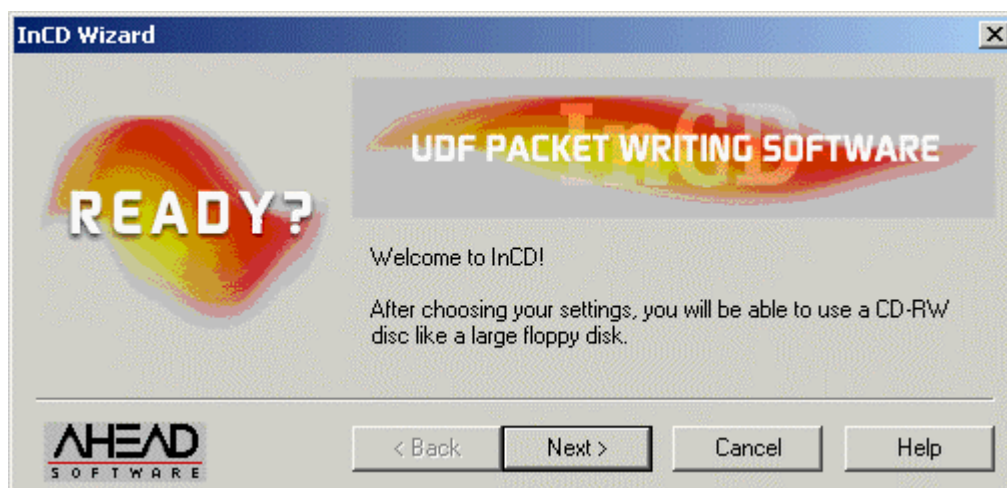 InCD Wizard
READY?
InCD
UDF PACKET WRITING SOFTWARE
Welcome to InCD!
After choosing your settings, you will be able to use a CD-RW
disc like a large floppy disk.
AHEAD
SOFTWARE
< Back
Next >
Cancel
Help